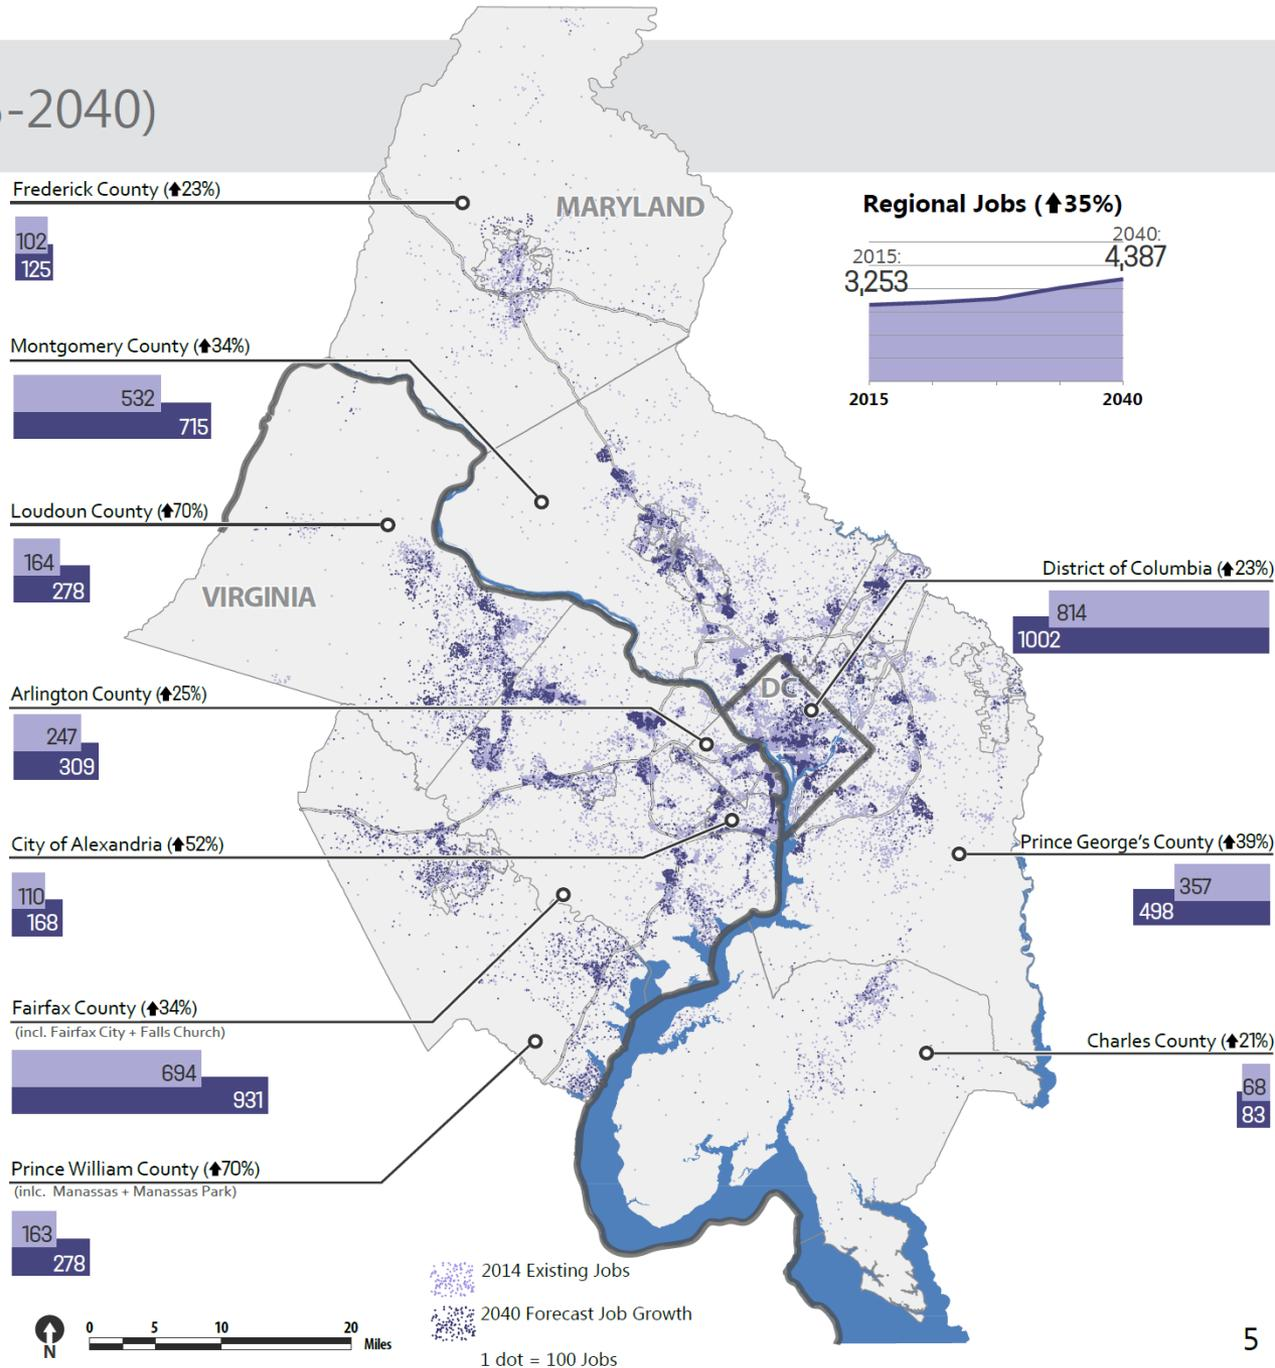 -2040)
Frederick County (⬆23%)
102
125
MARYLAND
Regional Jobs (⬆35%)
2015:
3,253
2040:
4,387
2015
2040
Montgomery County (⬆34%)
532
715
Loudoun County (⬆70%)
164
278
VIRGINIA
District of Columbia (⬆23%)
814
1002
DC
Arlington County (⬆25%)
247
309
City of Alexandria (⬆52%)
110
168
Prince George's County (⬆39%)
357
498
Fairfax County (⬆34%)
(incl. Fairfax City + Falls Church)
694
931
Charles County (⬆21%)
68
83
Prince William County (⬆70%)
(inlc. Manassas + Manassas Park)
163
278
2014 Existing Jobs
2040 Forecast Job Growth
1 dot = 100 Jobs
N
0 5 10 20
Miles
5